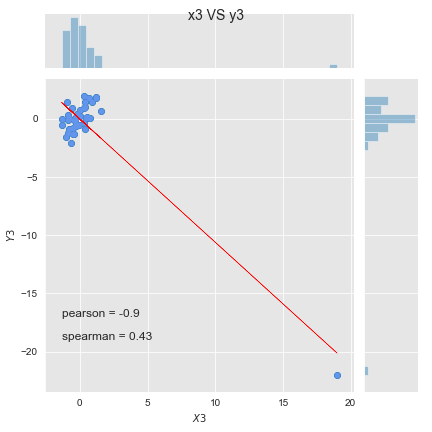 x3 VS y3
0
−5
−10
−15
−20
Y3
pearson = -0.9
spearman = 0.43
0 5 10 15 20
X3